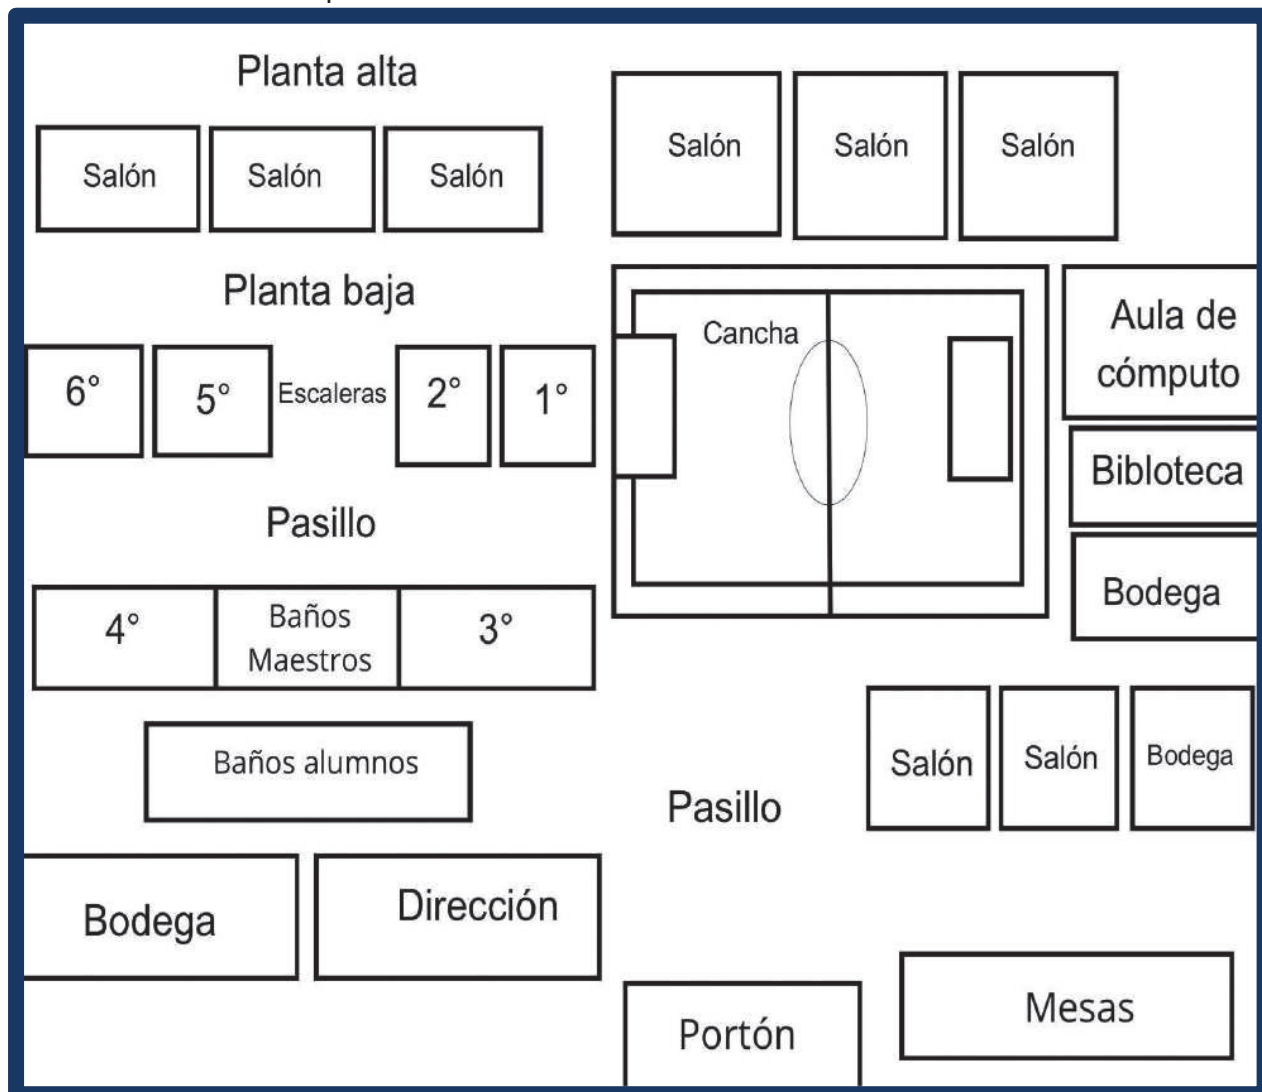 Planta alta
Salón
Salón
Salón
Salón
Salón
Salón
Planta baja
6°
5°
Escaleras
2°
1°
Cancha
Aula de
cómputo
Bibloteca
Bodega
Pasillo
4°
Baños
Maestros
3°
Baños alumnos
Pasillo
Salón
Salón
Bodega
Bodega
Dirección
Portón
Mesas